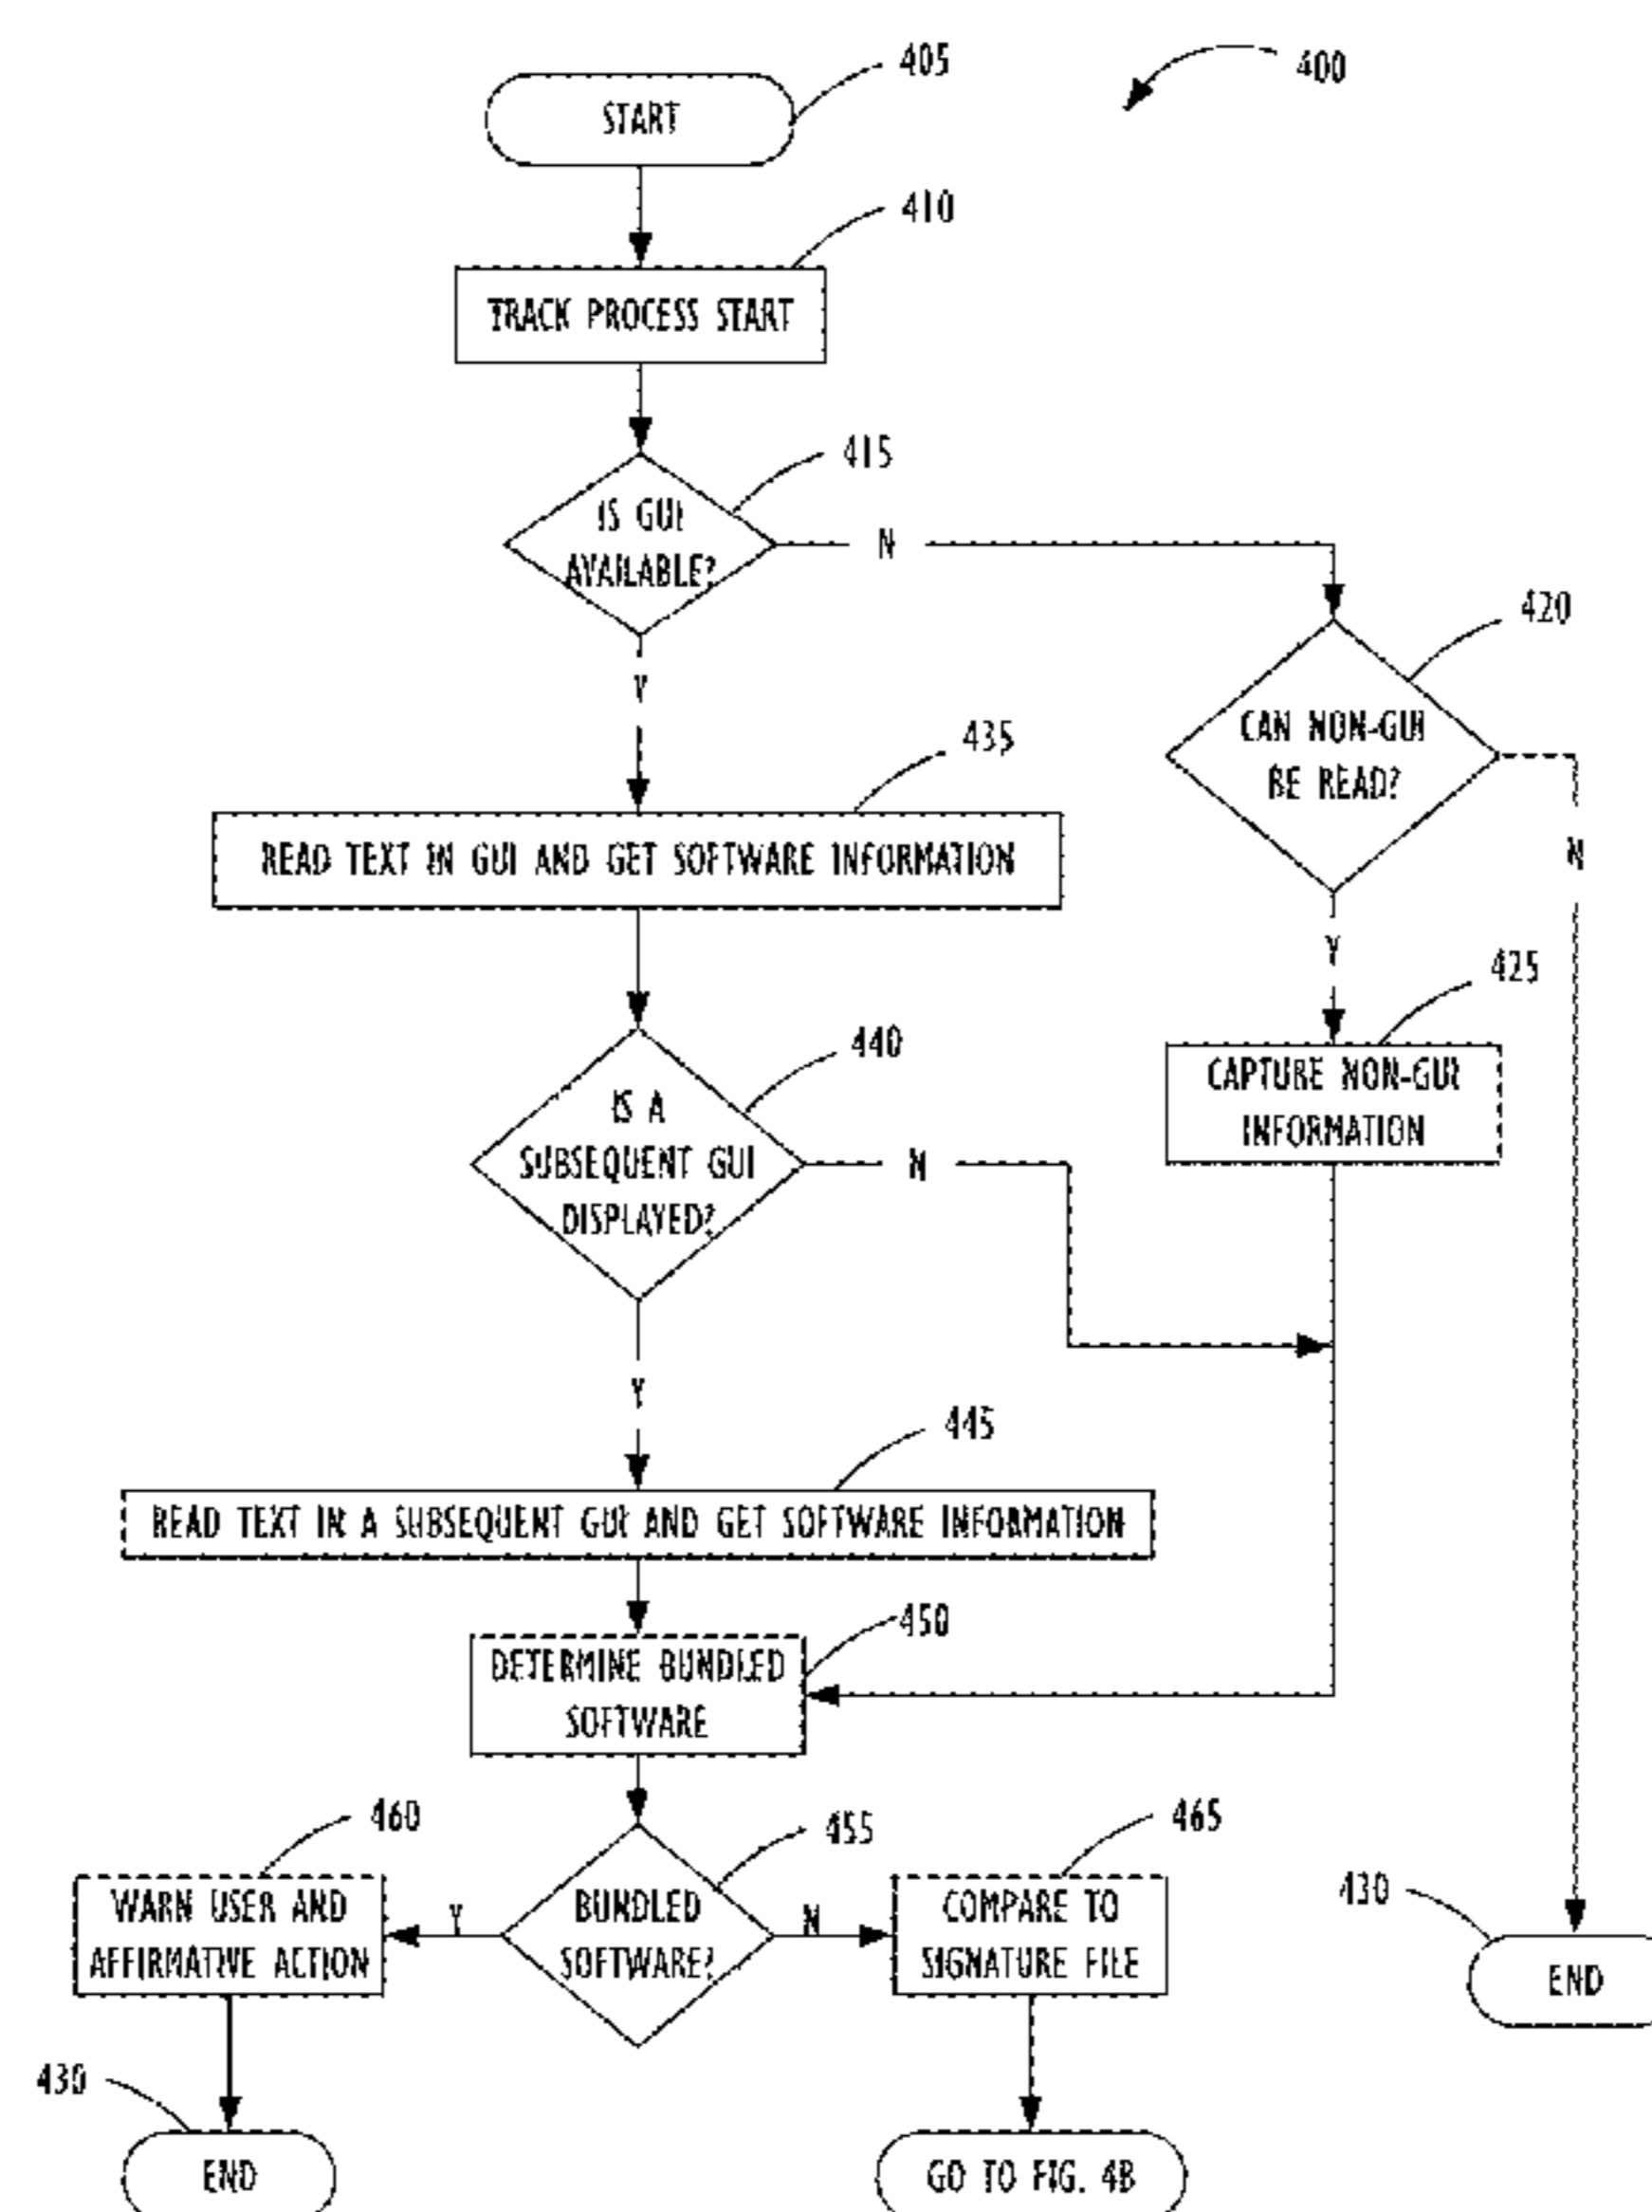 405
400
START
410
TRACK PROCESS START
415
IS GUI
AVAILABLE?
N
420
Y
CAN NON-GUI
BE READ?
435
N
READ TEXT IN GUI AND GET SOFTWARE INFORMATION
Y
425
440
CAPTURE NON-GUI
INFORMATION
IS A
SUBSEQUENT GUI
DISPLAYED?
N
Y
445
READ TEXT IN A SUBSEQUENT GUI AND GET SOFTWARE INFORMATION
450
DETERMINE BUNDLED
SOFTWARE
460
455
465
WARN USER AND
AFFIRMATIVE ACTION
Y
BUNDLED
SOFTWARE?
N
COMPARE TO
SIGNATURE FILE
430
END
430
END
GO TO FIG. 4B